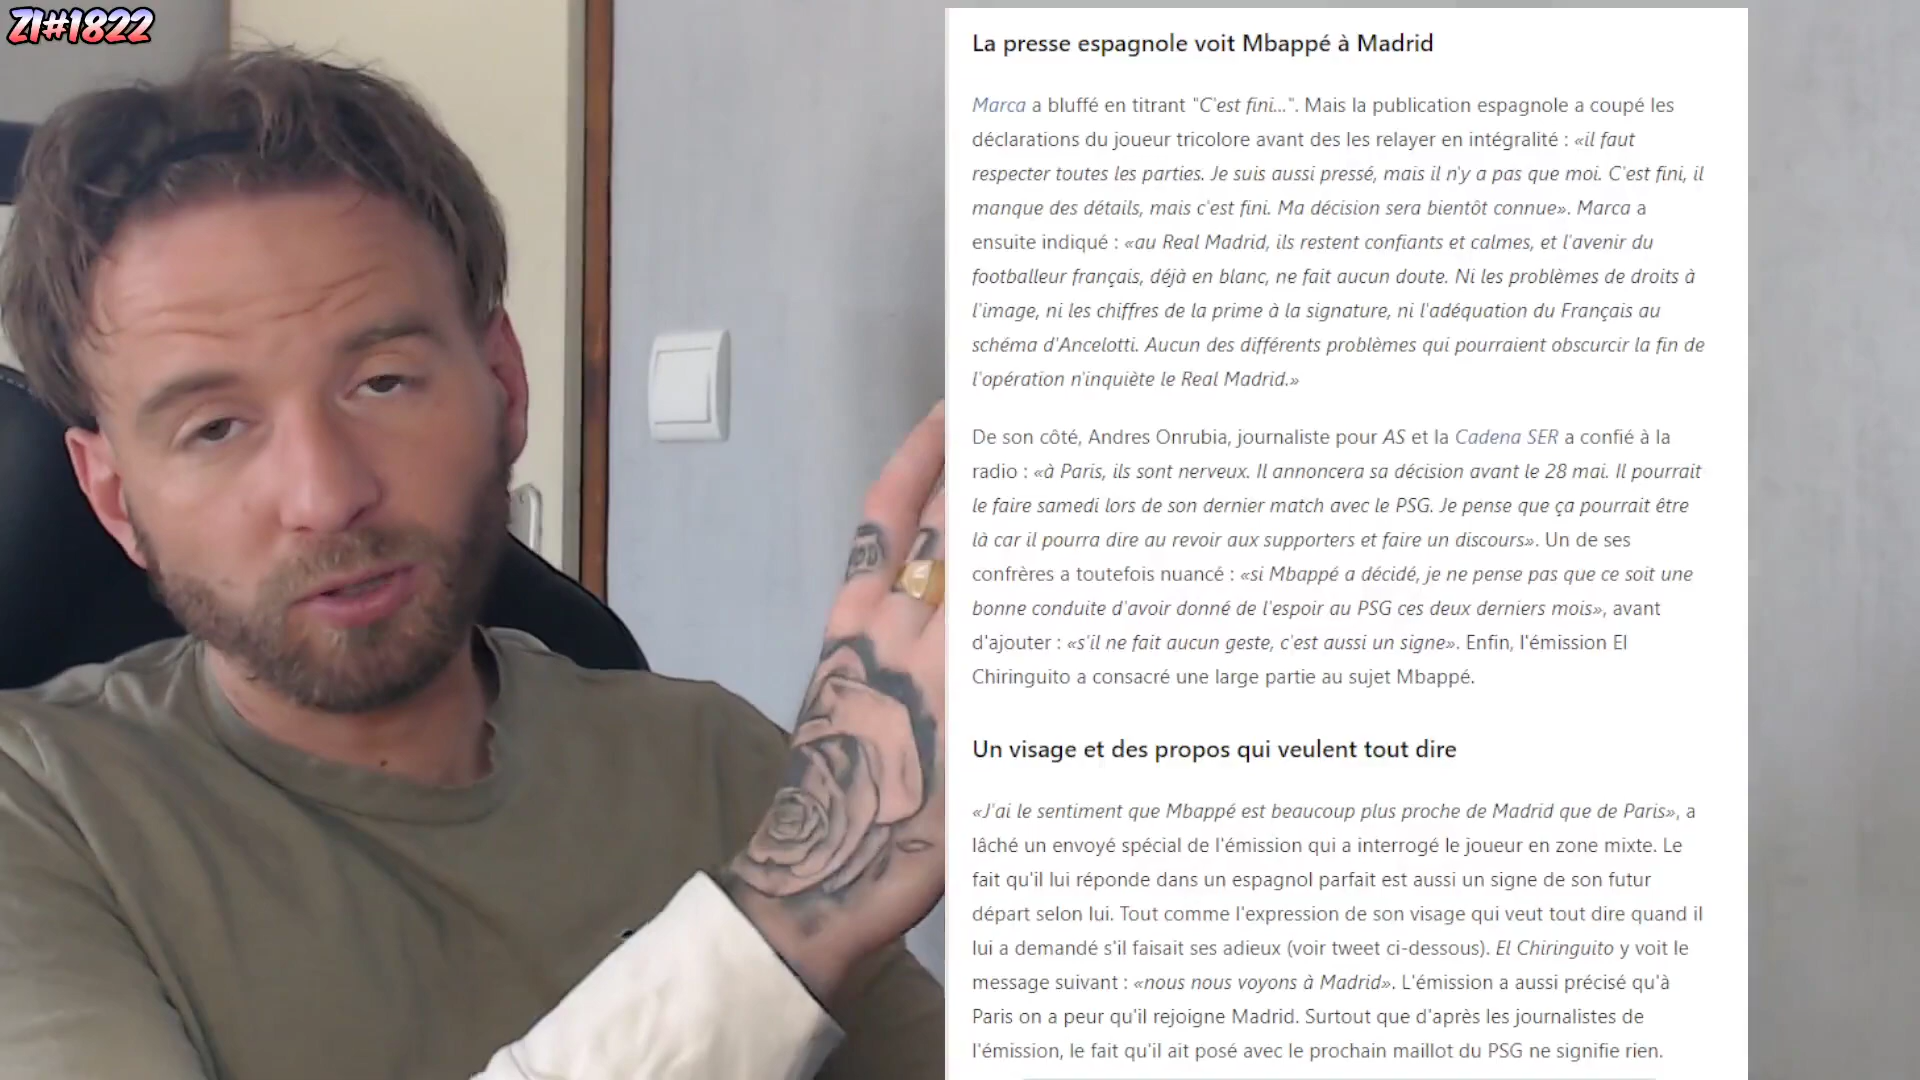 ZI#1822
La presse espagnole voit Mbappé à Madrid
Marca a bluffé en titrant "C'est fini...". Mais la publication espagnole a coupé les
déclarations du joueur tricolore avant des les relayer en intégralité : «il faut
respecter toutes les parties. Je suis aussi pressé, mais il n'y a pas que moi. C'est fini, il
manque des détails, mais c'est fini. Ma décision sera bientôt connue». Marca a
ensuite indiqué : «au Real Madrid, ils restent confiants et calmes, et l'avenir du
footballeur français, déjà en blanc, ne fait aucun doute. Ni les problèmes de droits à
l'image, ni les chiffres de la prime à la signature, ni l'adéquation du Français au
schéma d'Ancelotti. Aucun des différents problèmes qui pourraient obscurcir la fin de
l'opération n'inquiète le Real Madrid.»
De son côté, Andres Onrubia, journaliste pour AS et la Cadena SER a confié à la
radio : «à Paris, ils sont nerveux. Il annoncera sa décision avant le 28 mai. Il pourrait
le faire samedi lors de son dernier match avec le PSG. Je pense que ça pourrait être
là car il pourra dire au revoir aux supporters et faire un discours». Un de ses
confrères a toutefois nuancé : «si Mbappé a décidé, je ne pense pas que ce soit une
bonne conduite d'avoir donné de l'espoir au PSG ces deux derniers mois», avant
d'ajouter : «s'il ne fait aucun geste, c'est aussi un signe». Enfin, l'émission El
Chiringuito a consacré une large partie au sujet Mbappé.
Un visage et des propos qui veulent tout dire
«J'ai le sentiment que Mbappé est beaucoup plus proche de Madrid que de Paris», a
lâché un envoyé spécial de l'émission qui a interrogé le joueur en zone mixte. Le
fait qu'il lui réponde dans un espagnol parfait est aussi un signe de son futur
départ selon lui. Tout comme l'expression de son visage qui veut tout dire quand il
lui a demandé s'il faisait ses adieux (voir tweet ci-dessous). El Chiringuito y voit le
message suivant : «nous nous voyons à Madrid». L'émission a aussi précisé qu'à
Paris on a peur qu'il rejoigne Madrid. Surtout que d'après les journalistes de
l'émission, le fait qu'il ait posé avec le prochain maillot du PSG ne signifie rien.